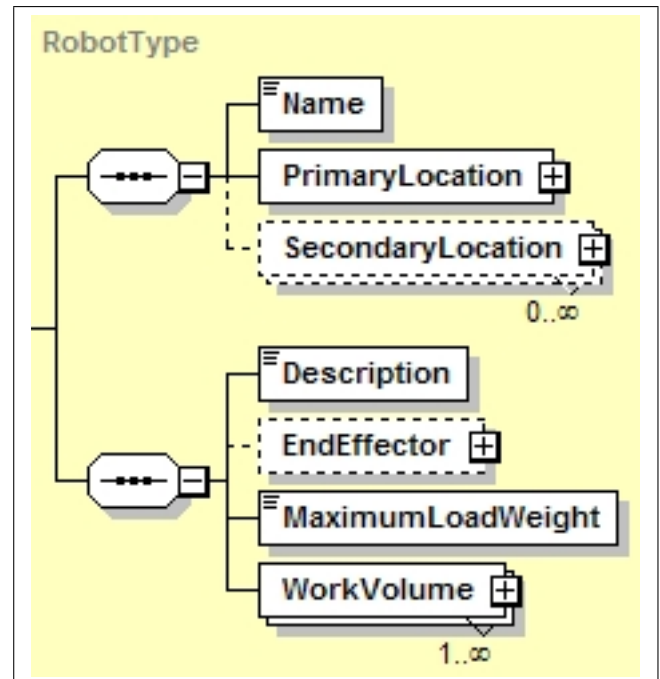 RobotType
Name
PrimaryLocation
SecondaryLocation
0..∞
Description
EndEffector
MaximumLoadWeight
WorkVolume
1..∞